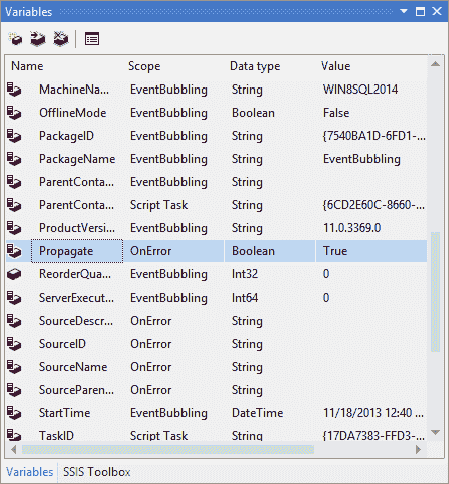 Variables
Name Scope Data type Value
MachineNa... EventBubbling String WIN8SQL2014
OfflineMode EventBubbling Boolean False
PackageID EventBubbling String {7540BA1D-6FD1-...
PackageName EventBubbling String EventBubbling
ParentConta... EventBubbling String
ParentConta... Script Task String {6CD2E60C-8660-...
ProductVersi... EventBubbling String 11.0.3369.0
Propagate OnError Boolean True
ReorderQua... EventBubbling Int32 0
ServerExecut... EventBubbling Int64 0
SourceDescr... OnError String
SourceID OnError String
SourceName OnError String
SourceParen... OnError String
StartTime EventBubbling DateTime 11/18/2013 12:40 ...
TaskID Script Task String {17DA7383-FFD3-...
Variables SSIS Toolbox